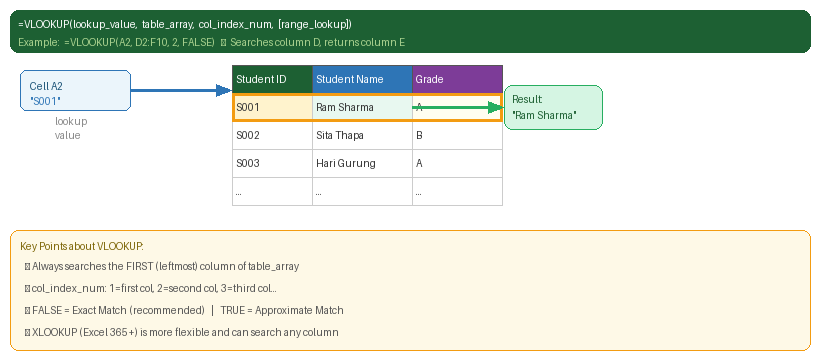 =VLOOKUP(lookup_value, table_array, col_index_num, [range_lookup])
Example: =VLOOKUP(A2, D2:F10, 2, FALSE) Searches column D, returns column E
Cell A2
"S001"
lookup
value
Student ID Student Name Grade
S001 Ram Sharma A
S002 Sita Thapa B
S003 Hari Gurung A
... ... ...
Result:
"Ram Sharma"
Key Points about VLOOKUP:
Always searches the FIRST (leftmost) column of table_array
col_index_num: 1=first col, 2=second col, 3=third col...
FALSE = Exact Match (recommended) | TRUE = Approximate Match
XLOOKUP (Excel 365+) is more flexible and can search any column